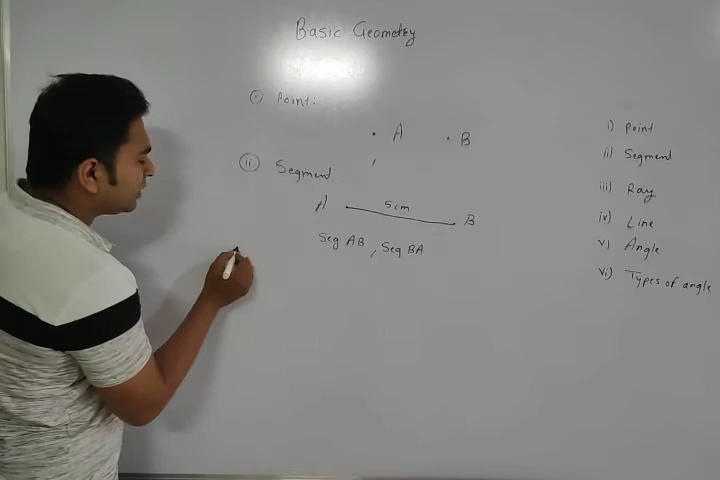 Basic Geometry
i) Point:
A B
ii) Segment
A 5cm B
Seg AB, Seg BA
i) Point
ii) Segment
iii) Ray
iv) Line
v) Angle
vi) Types of angle